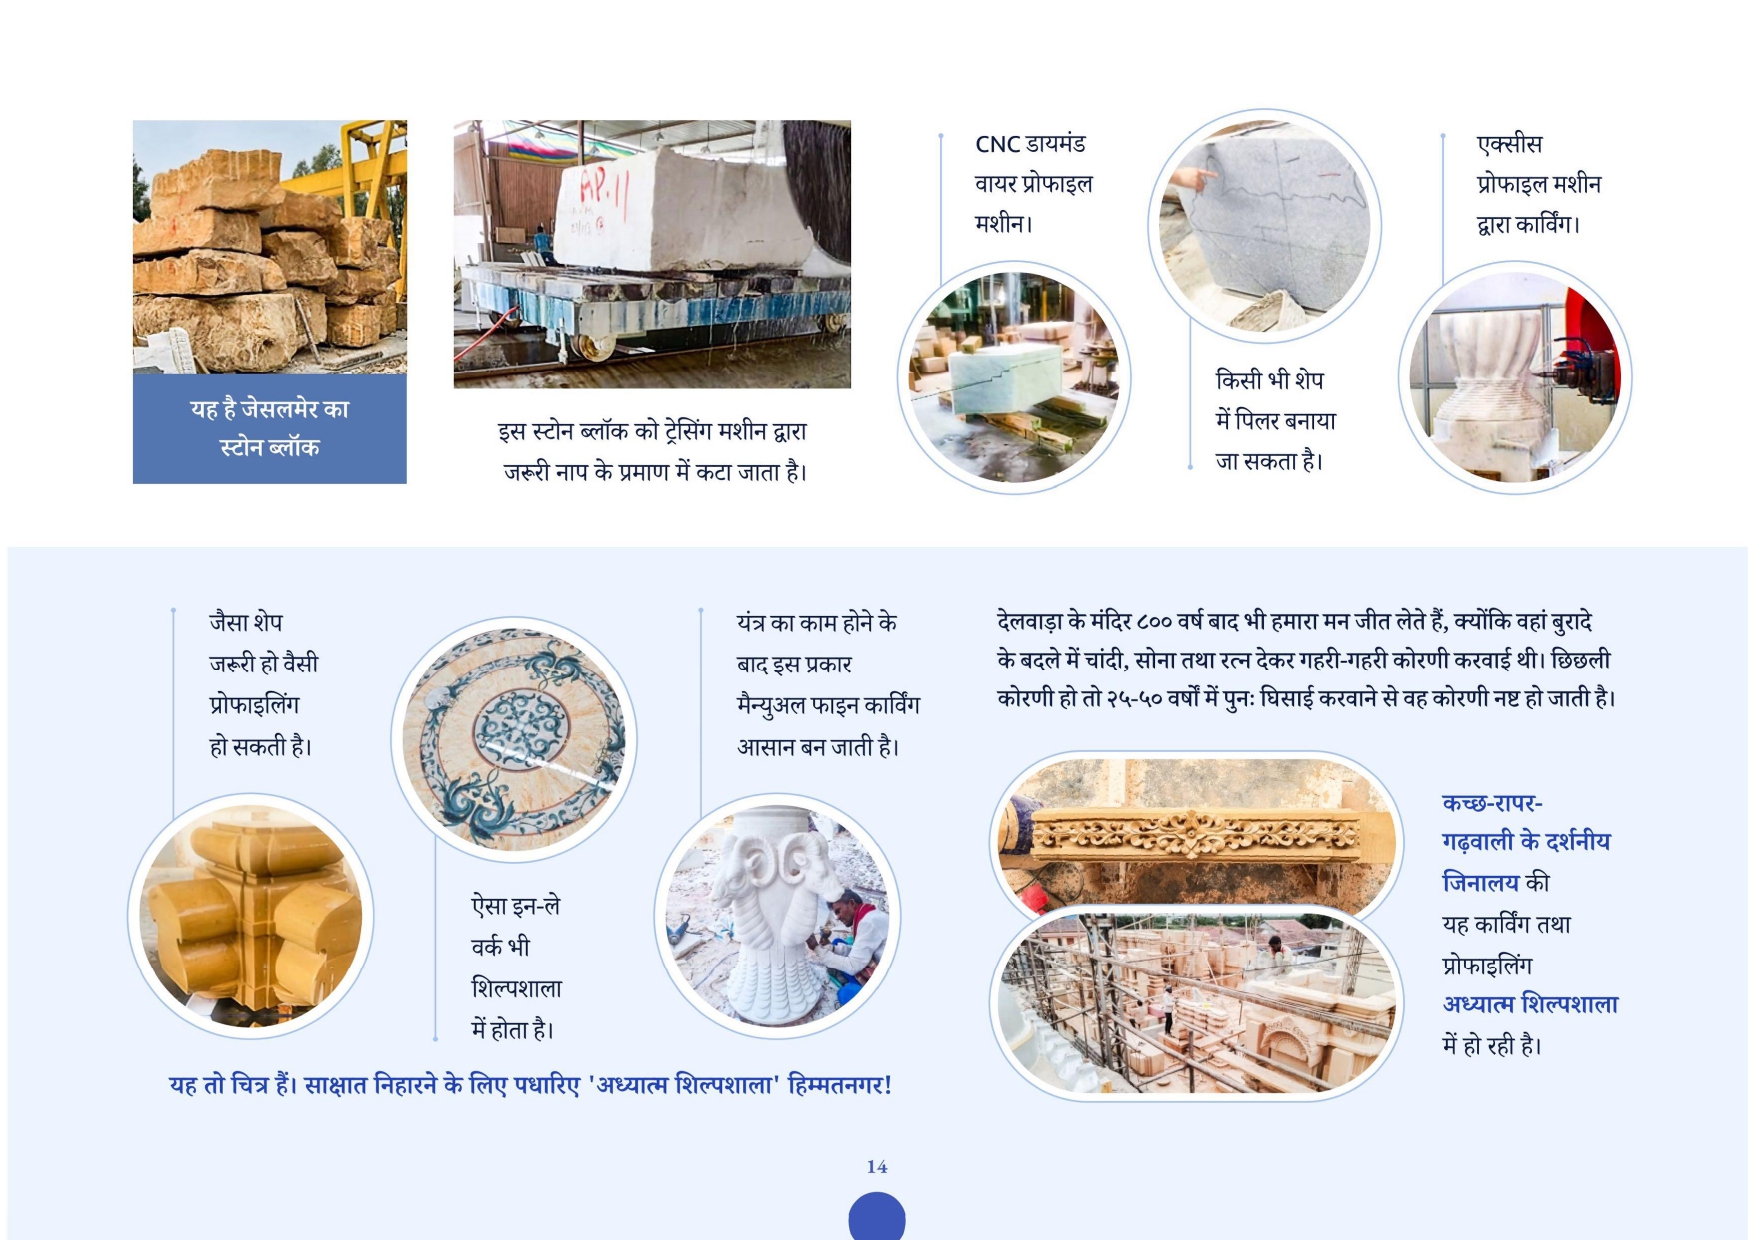 यह है जेसलमेर का
स्टोन ब्लॉक
AP.11
इस स्टोन ब्लॉक को ट्रेसिंग मशीन द्वारा
जरूरी नाप के प्रमाण में कटा जाता है।
CNC डायमंड
वायर प्रोफाइल
मशीन।
किसी भी शेप
में पिलर बनाया
जा सकता है।
एक्सीस
प्रोफाइल मशीन
द्वारा कार्विंग।
जैसा शेप
जरूरी हो वैसी
प्रोफाइलिंग
हो सकती है।
ऐसा इन-ले
वर्क भी
शिल्पशाला
में होता है।
यंत्र का काम होने के
बाद इस प्रकार
मैन्युअल फाइन कार्विंग
आसान बन जाती है।
यह तो चित्र हैं। साक्षात निहारने के लिए पधारिए 'अध्यात्म शिल्पशाला' हिम्मतनगर!
देलवाड़ा के मंदिर ८०० वर्ष बाद भी हमारा मन जीत लेते हैं, क्योंकि वहां बुरादे
के बदले में चांदी, सोना तथा रत्न देकर गहरी-गहरी कोरणी करवाई थी। छिछली
कोरणी हो तो २५-५० वर्षों में पुनः घिसाई करवाने से वह कोरणी नष्ट हो जाती है।
कच्छ-रापर-
गढ़वाली के दर्शनीय
जिनालय की
यह कार्विंग तथा
प्रोफाइलिंग
अध्यात्म शिल्पशाला
में हो रही है।
14